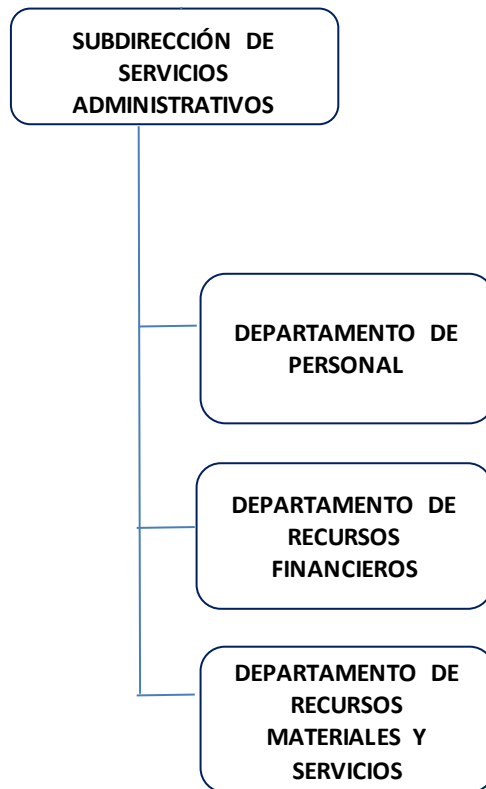 SUBDIRECCIÓN DE
SERVICIOS
ADMINISTRATIVOS
DEPARTAMENTO DE
PERSONAL
DEPARTAMENTO DE
RECURSOS
FINANCIEROS
DEPARTAMENTO DE
RECURSOS
MATERIALES Y
SERVICIOS